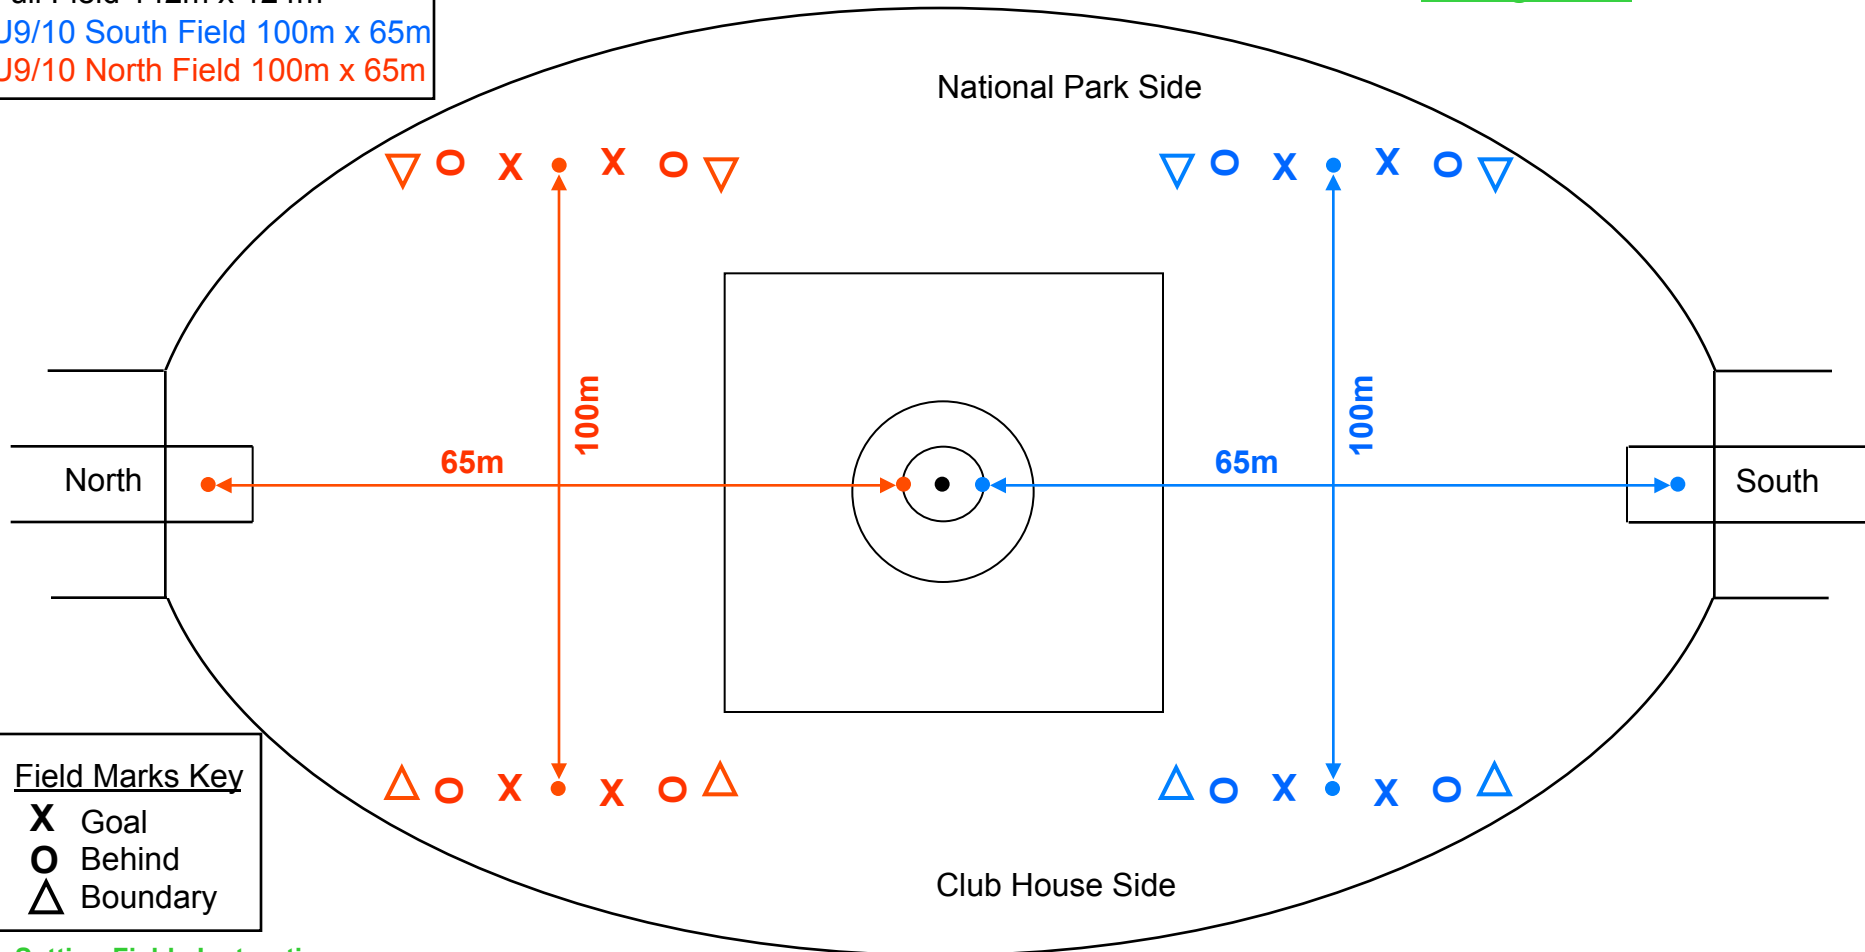 U9/10 South Field 100m x 65m
U9/10 North Field 100m x 65m
National Park Side
O X X O
O X X O
100m
100m
65m
65m
North
South
O X X O
O X X O
Field Marks Key
X Goal
O Behind
Boundary
Club House Side